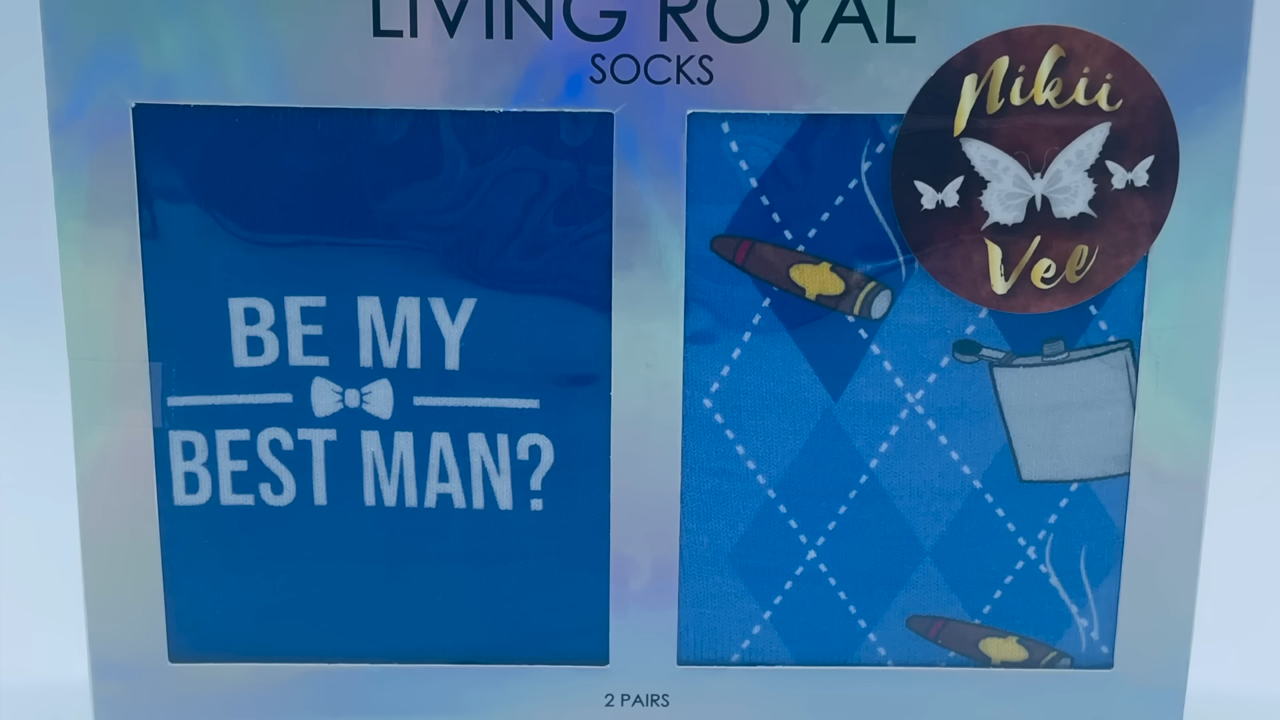 LIVING ROYAL
SOCKS
Nikii
Vee
BE MY
BEST MAN?
2 PAIRS